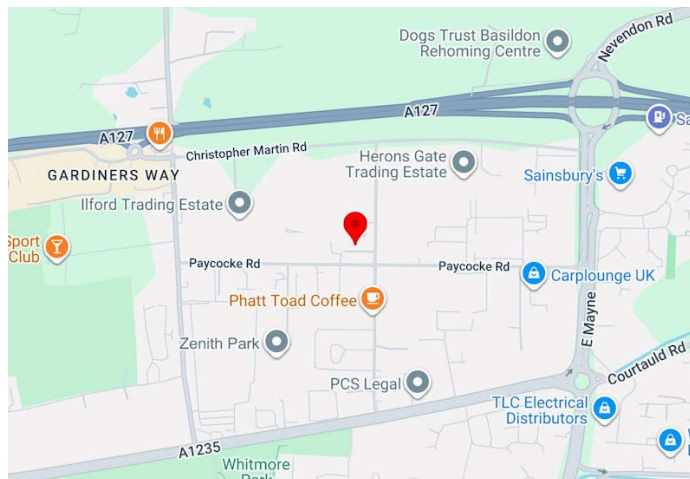 Dogs Trust Basildon
Rehoming Centre
Nevendon Rd
A127
A127
Sa
Christopher Martin Rd
GARDINERS WAY
Herons Gate
Trading Estate
Sainsbury's
Ilford Trading Estate
Sport
Club
Paycocke Rd
Paycocke Rd
Carplounge UK
Phatt Toad Coffee
E Mayne
Zenith Park
Courtauld Rd
PCS Legal
TLC Electrical
Distributors
A1235
Whitmore